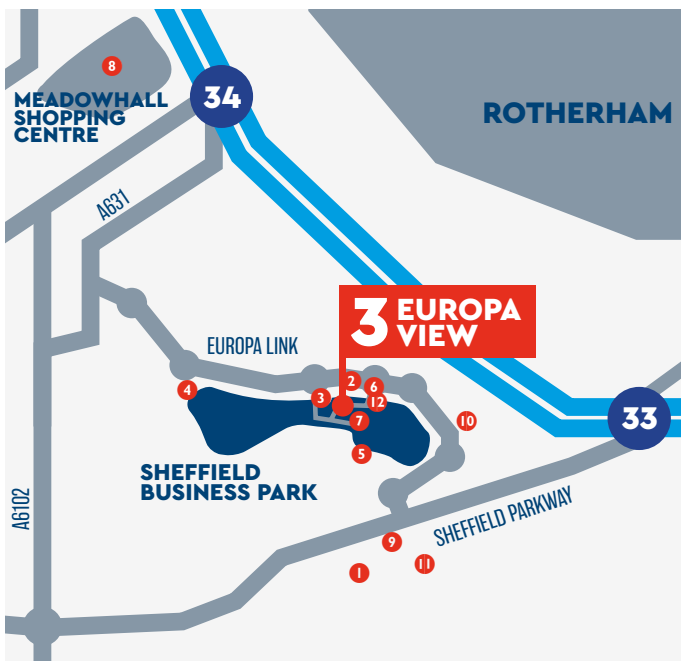 8
MEADOWHALL
SHOPPING
CENTRE
34
ROTHERHAM
A631
3 EUROPA
VIEW
EUROPA LINK
2
6
4
3
12
7
10
33
5
SHEFFIELD
BUSINESS PARK
A6102
SHEFFIELD PARKWAY
9
11
1